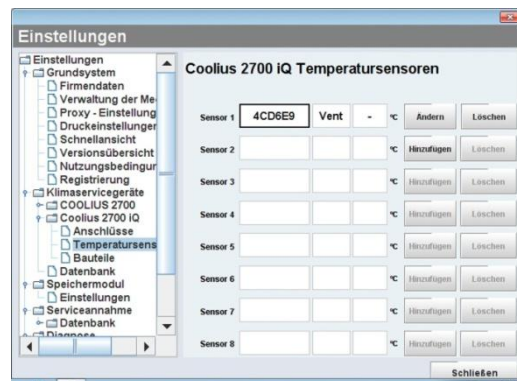 Einstellungen
Einstellungen
Grundsystem
Firmendaten
Verwaltung der Me
Proxy - Einstellung
Druckeinstellunger
Schnellansicht
Versionsübersicht
Nutzungsbedingur
Registrierung
Klimaservicegeräte
COOLIUS 2700
Coolius 2700 iQ
Anschlüsse
Temperatursens
Bauteile
Datenbank
Speichermodul
Einstellungen
Serviceannahme
Datenbank
Diagnose
Coolius 2700 iQ Temperatursensoren
Sensor 1 4CD6E9 Vent - °C Ändern Löschen
Sensor 2 °C Hinzufügen Löschen
Sensor 3 °C Hinzufügen Löschen
Sensor 4 °C Hinzufügen Löschen
Sensor 5 °C Hinzufügen Löschen
Sensor 6 °C Hinzufügen Löschen
Sensor 7 °C Hinzufügen Löschen
Sensor 8 °C Hinzufügen Löschen
Schließen